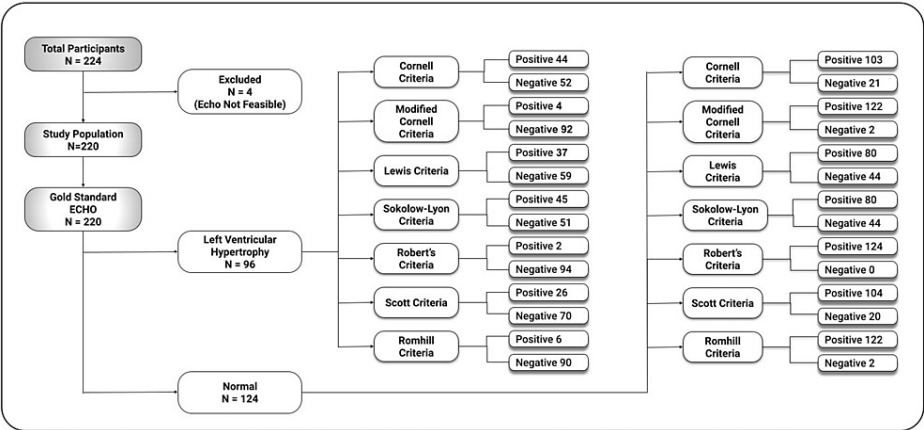 Total Participants
N = 224
Excluded
N = 4
(Echo Not Feasible)
Study Population
N=220
Gold Standard
ECHO
N = 220
Left Ventricular
Hypertrophy
N = 96
Normal
N = 124
Cornell
Criteria
Positive 44
Negative 52
Modified
Cornell
Criteria
Positive 4
Negative 92
Lewis Criteria
Positive 37
Negative 59
Sokolow-Lyon
Criteria
Positive 45
Negative 51
Robert's
Criteria
Positive 2
Negative 94
Scott Criteria
Positive 26
Negative 70
Romhill
Criteria
Positive 6
Negative 90
Cornell
Criteria
Positive 103
Negative 21
Modified
Cornell
Criteria
Positive 122
Negative 2
Lewis
Criteria
Positive 80
Negative 44
Sokolow-Lyon
Criteria
Positive 80
Negative 44
Robert's
Criteria
Positive 124
Negative 0
Scott Criteria
Positive 104
Negative 20
Romhill
Criteria
Positive 122
Negative 2